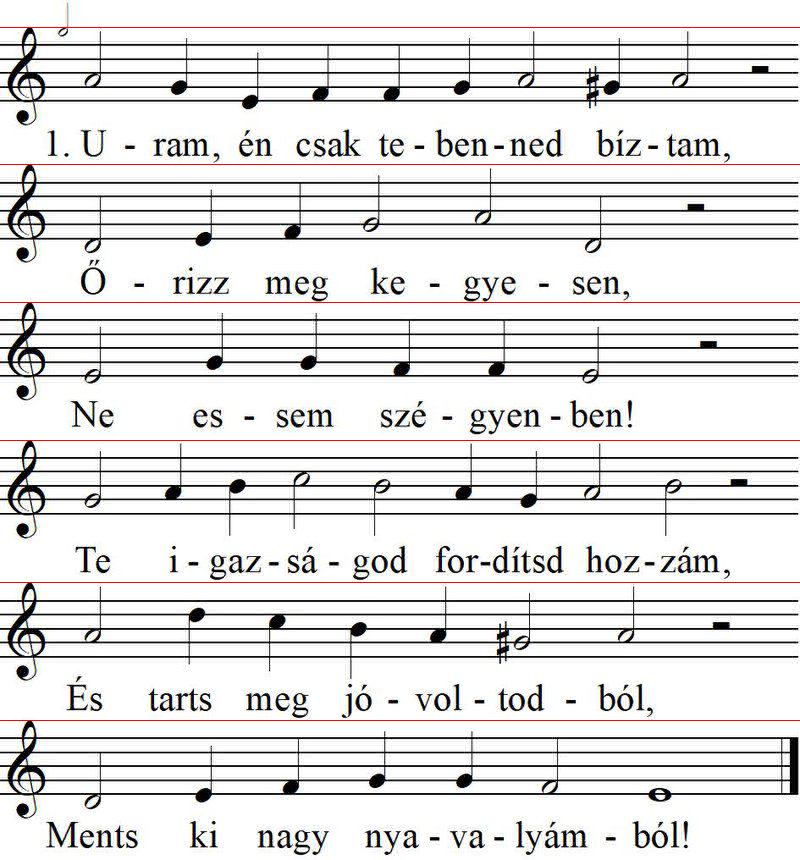 1. U - ram, én csak te - ben - ned bíz - tam,
Ő - rizz meg ke - gye - sen,
Ne es - sem szé - gyen - ben!
Te i - gaz - sá - god for - dítsd hoz - zám,
És tarts meg jó - vol - tod - ból,
Ments ki nagy nya - va - lyám - ból!